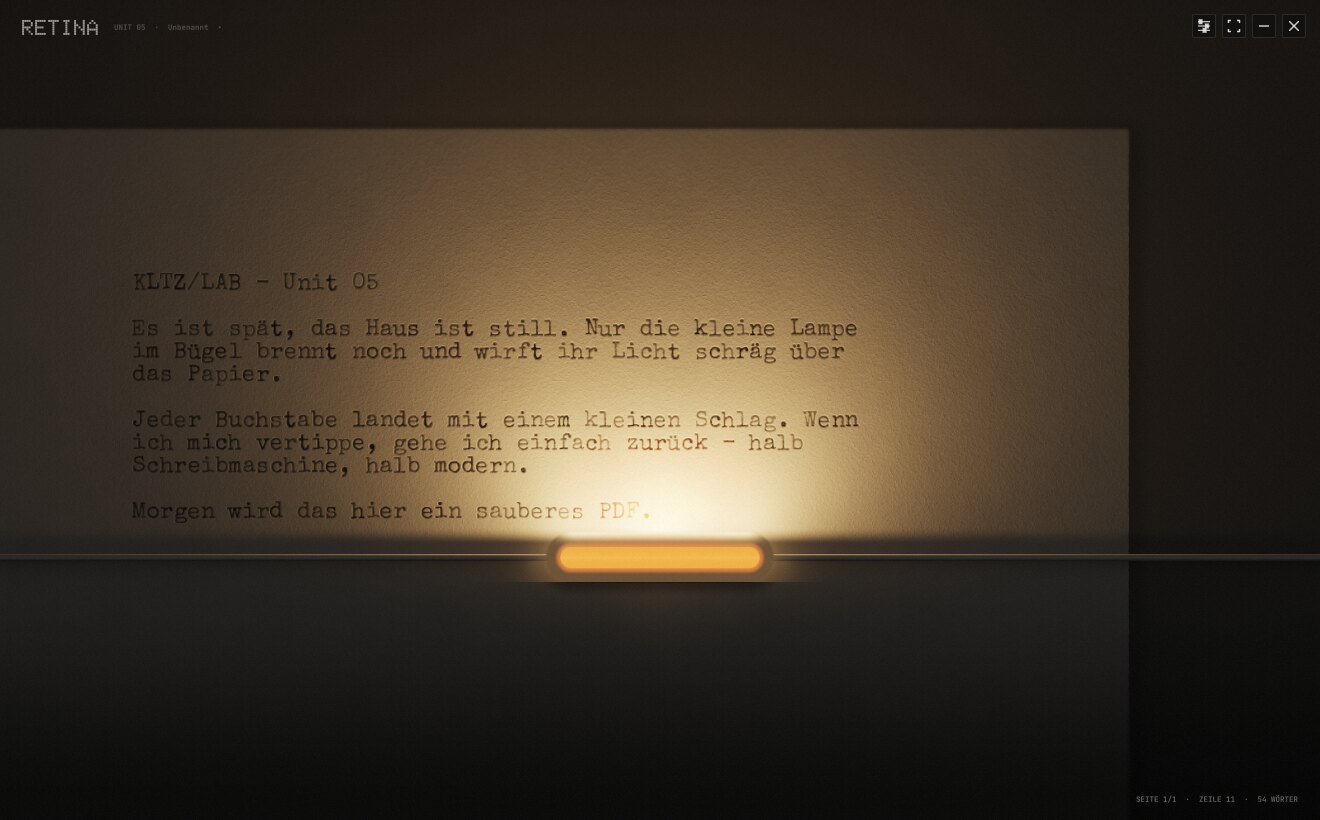 RETINA UNIT 05 · Unbenannt ·
KLTZ/LAB – Unit 05
Es ist spät, das Haus ist still. Nur die kleine Lampe
im Bügel brennt noch und wirft ihr Licht schräg über
das Papier.
Jeder Buchstabe landet mit einem kleinen Schlag. Wenn
ich mich vertippe, gehe ich einfach zurück – halb
Schreibmaschine, halb modern.
Morgen wird das hier ein sauberes PDF.
SEITE 1/1 · ZEILE 11 · 54 WÖRTER